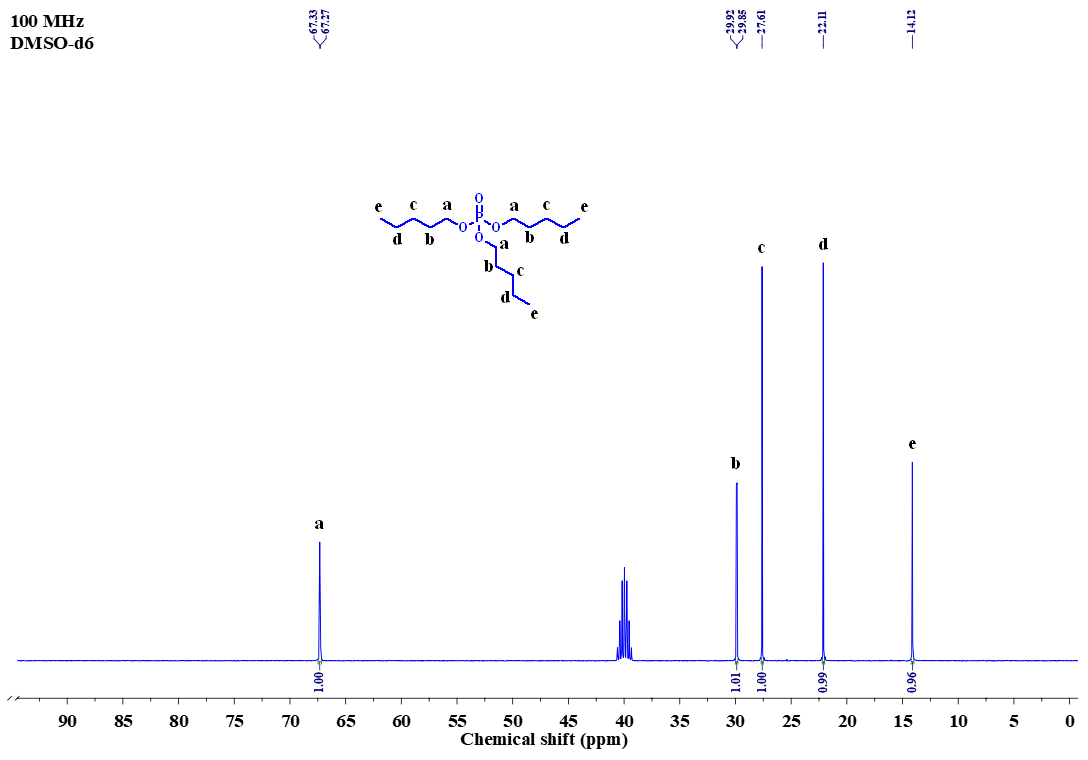 100 MHz
DMSO-d6
67.33
67.27
29.92
29.85
27.61
22.11
14.12
O
e c a P a c e
d b O O b d
O a
b c
d e
c d
b e
a
1.00 1.01 1.00 0.99 0.96
90 85 80 75 70 65 60 55 50 45 40 35 30 25 20 15 10 5 0
Chemical shift (ppm)